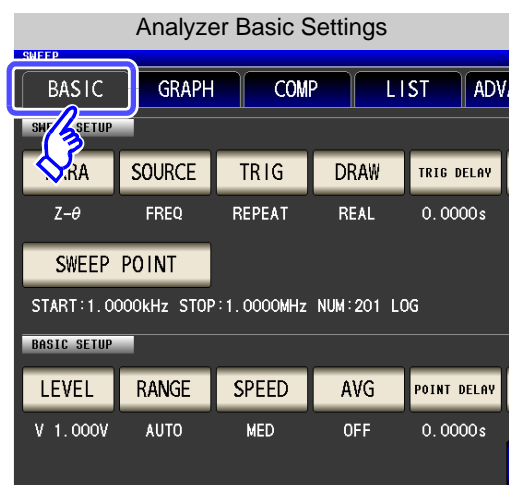 Analyzer Basic Settings
SWEEP
BASIC GRAPH COMP LIST ADV
SETUP
PARA SOURCE TRIG DRAW TRIG DELAY
Z-θ FREQ REPEAT REAL 0.0000s
SWEEP POINT
START:1.0000kHz STOP:1.0000MHz NUM:201 LOG
BASIC SETUP
LEVEL RANGE SPEED AVG POINT DELAY
V 1.000V AUTO MED OFF 0.0000s